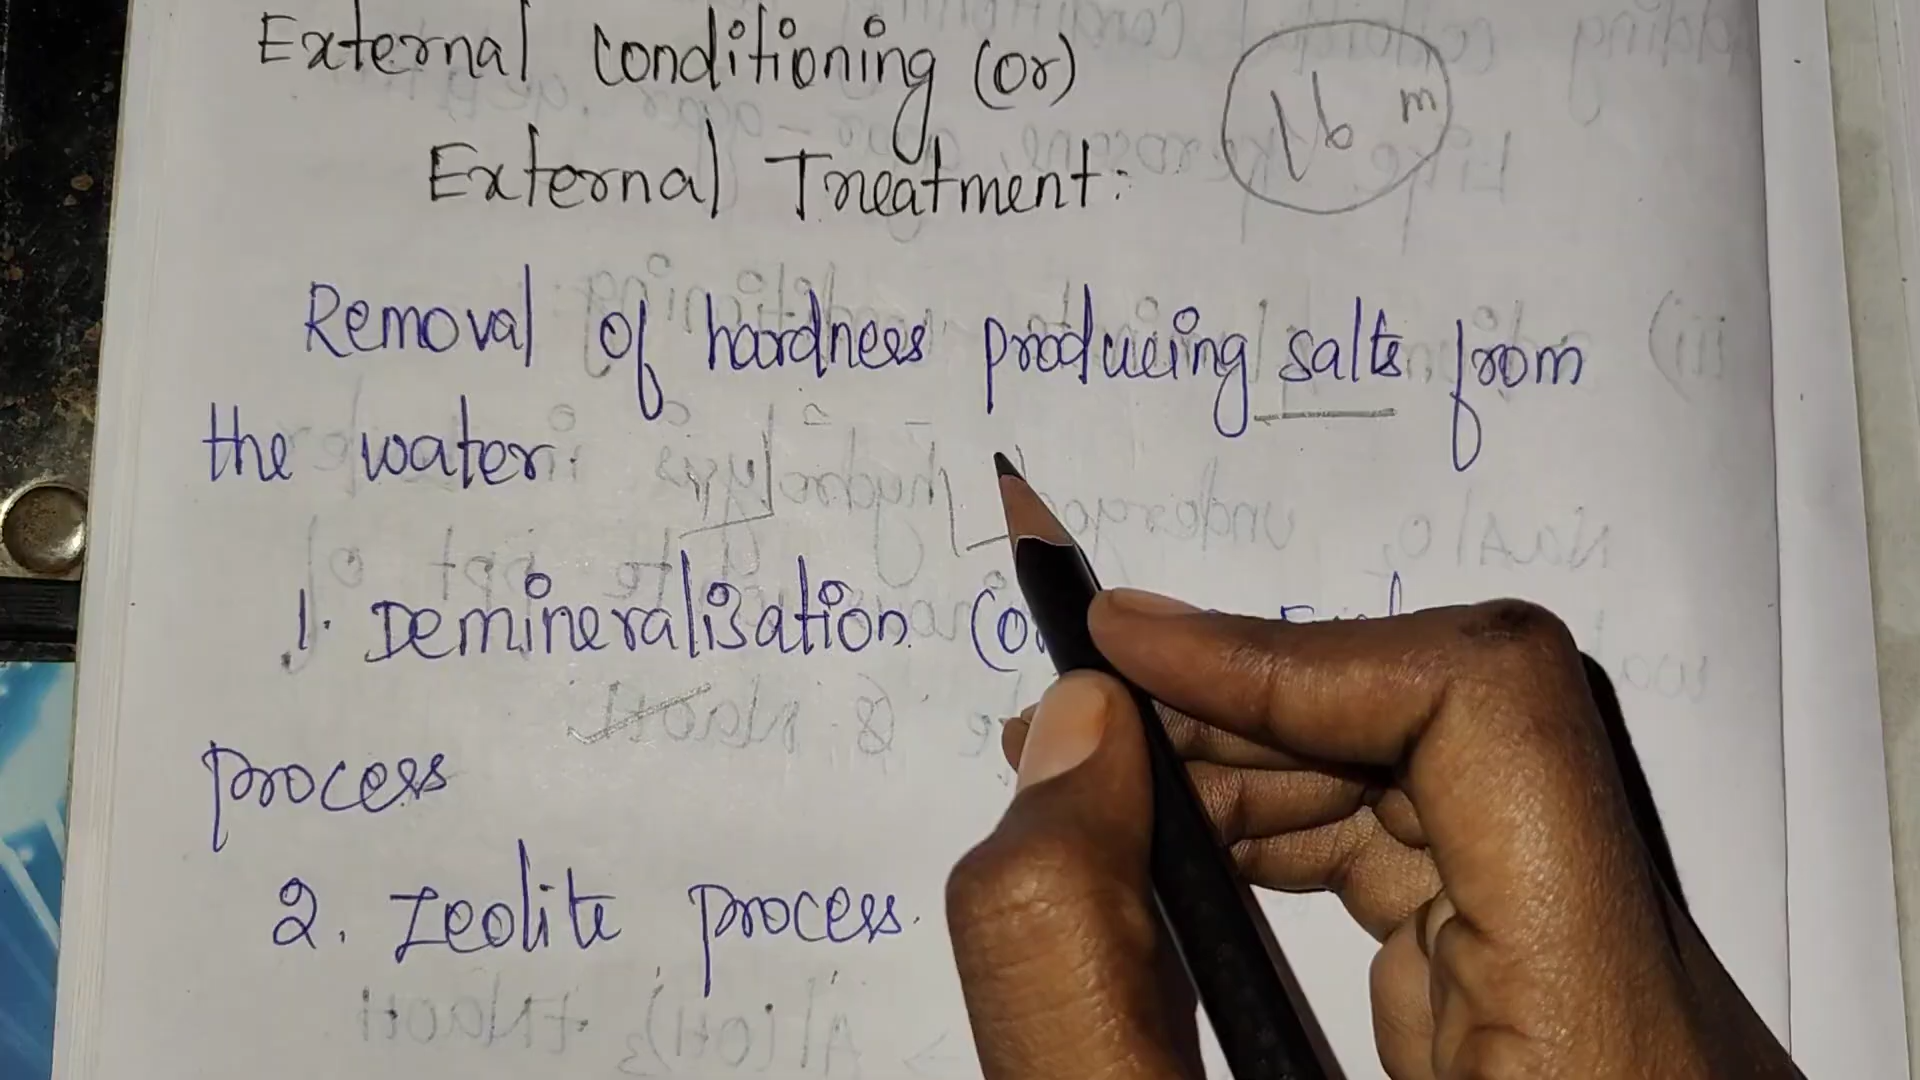 External conditioning (or)
16 m
External Treatment:
Removal of hardness producing salts from
the water.
1. Demineralisation (or
process
2. Zeolite process.